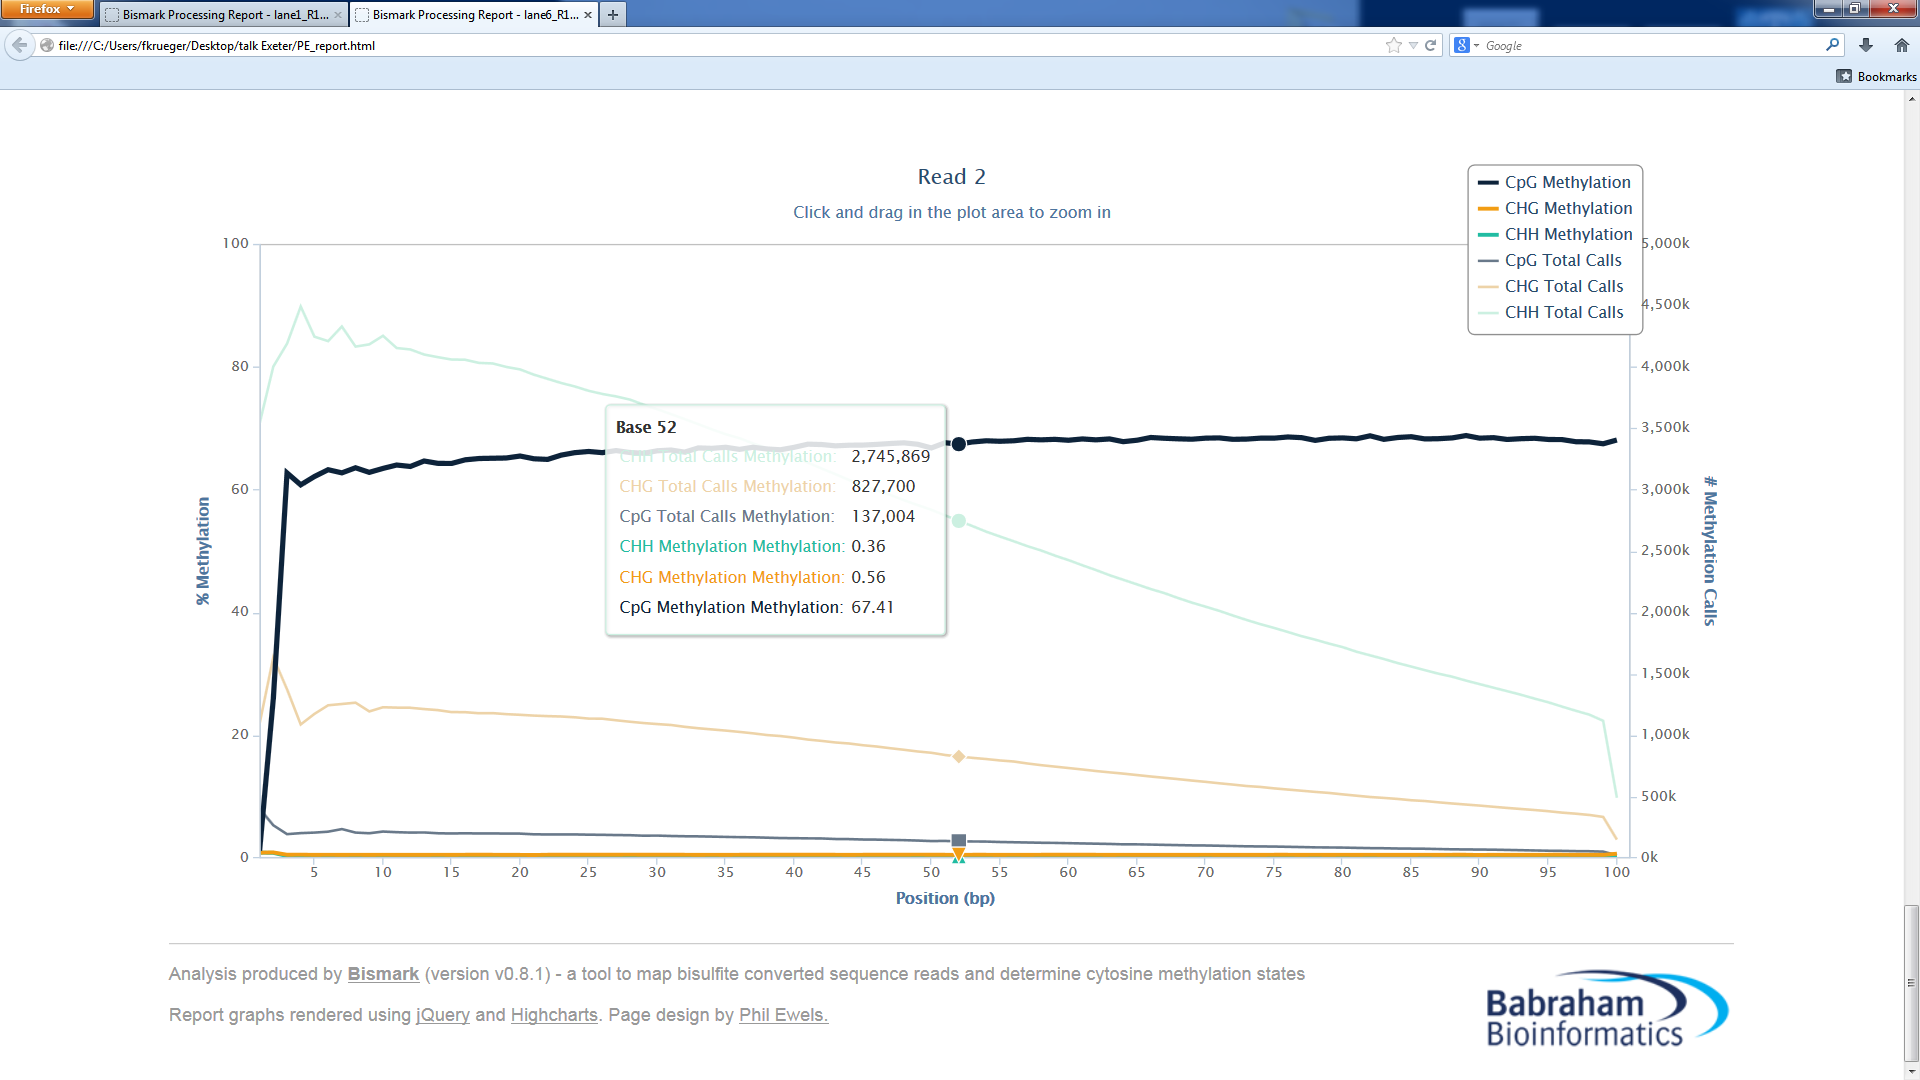 Firefox
Bismark Processing Report - lane1_R1...
Bismark Processing Report - lane6_R1...
file:///C:/Users/fkrueger/Desktop/talk Exeter/PE_report.html
Google
Bookmarks
Read 2
Click and drag in the plot area to zoom in
CpG Methylation
CHG Methylation
CHH Methylation
CpG Total Calls
CHG Total Calls
CHH Total Calls
% Methylation
100
80
60
40
20
0
5,000k
4,500k
4,000k
3,500k
3,000k
2,500k
2,000k
1,500k
1,000k
500k
0k
# Methylation Calls
Base 52
CHH Total Calls Methylation: 2,745,869
CHG Total Calls Methylation: 827,700
CpG Total Calls Methylation: 137,004
CHH Methylation Methylation: 0.36
CHG Methylation Methylation: 0.56
CpG Methylation Methylation: 67.41
5 10 15 20 25 30 35 40 45 50 55 60 65 70 75 80 85 90 95 100
Position (bp)
Analysis produced by Bismark (version v0.8.1) - a tool to map bisulfite converted sequence reads and determine cytosine methylation states
Report graphs rendered using jQuery and Highcharts. Page design by Phil Ewels.
Babraham
Bioinformatics